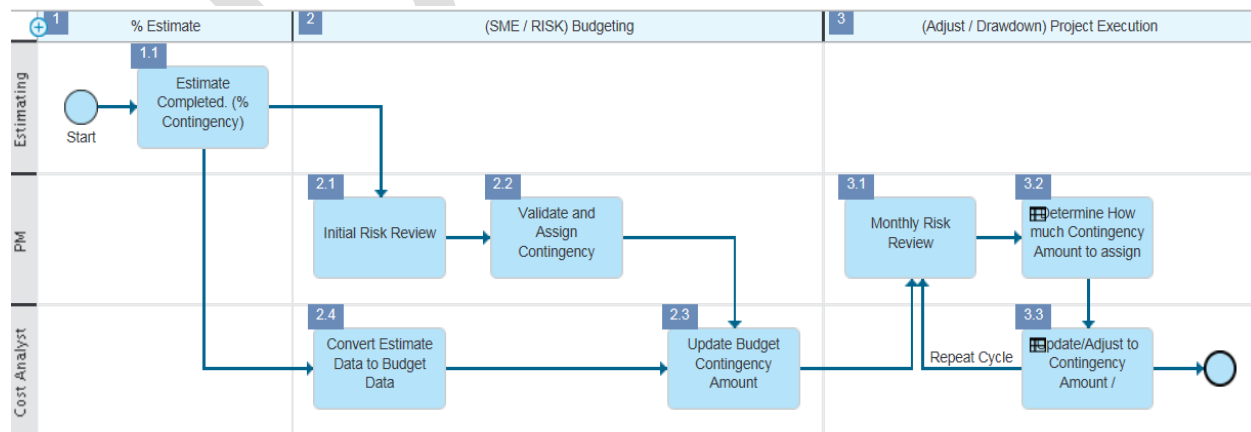 1
% Estimate
2
(SME / RISK) Budgeting
3
(Adjust / Drawdown) Project Execution
Estimating
Start
1.1
Estimate
Completed. (%
Contingency)
PM
2.1
Initial Risk Review
2.2
Validate and
Assign
Contingency
3.1
Monthly Risk
Review
3.2
Determine How
much Contingency
Amount to assign
Cost Analyst
2.4
Convert Estimate
Data to Budget
Data
2.3
Update Budget
Contingency
Amount
Repeat Cycle
3.3
Update/Adjust to
Contingency
Amount /